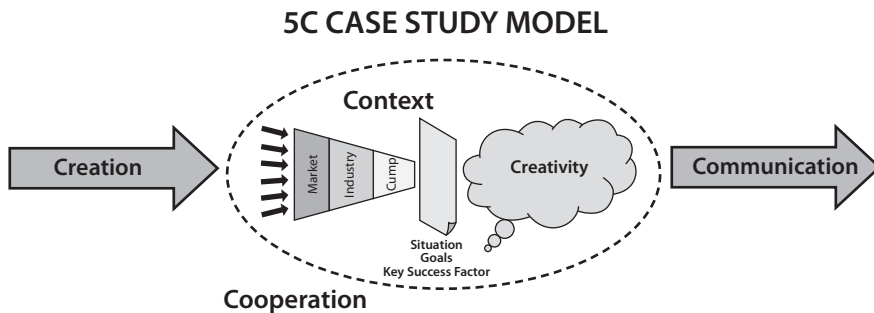 5C CASE STUDY MODEL
Creation
Context
Market
Industry
Cump
Situation
Goals
Key Success Factor
Creativity
Communication
Cooperation